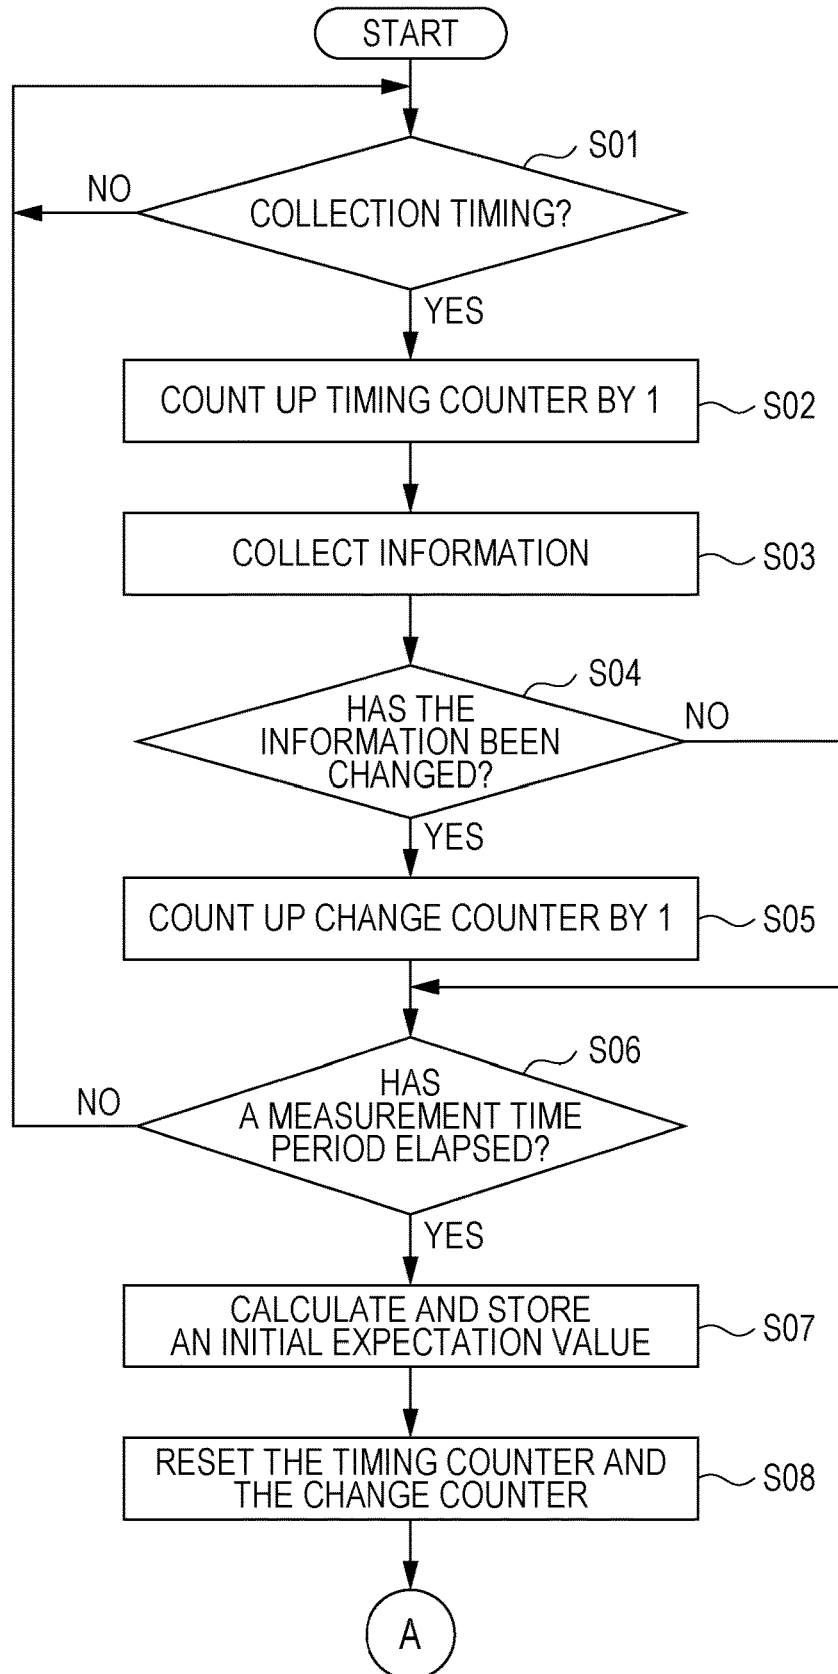 START
S01
NO
COLLECTION TIMING?
YES
COUNT UP TIMING COUNTER BY 1
S02
COLLECT INFORMATION
S03
S04
HAS THE
INFORMATION BEEN
CHANGED?
NO
YES
COUNT UP CHANGE COUNTER BY 1
S05
S06
HAS
A MEASUREMENT TIME
PERIOD ELAPSED?
NO
YES
CALCULATE AND STORE
AN INITIAL EXPECTATION VALUE
S07
RESET THE TIMING COUNTER AND
THE CHANGE COUNTER
S08
A